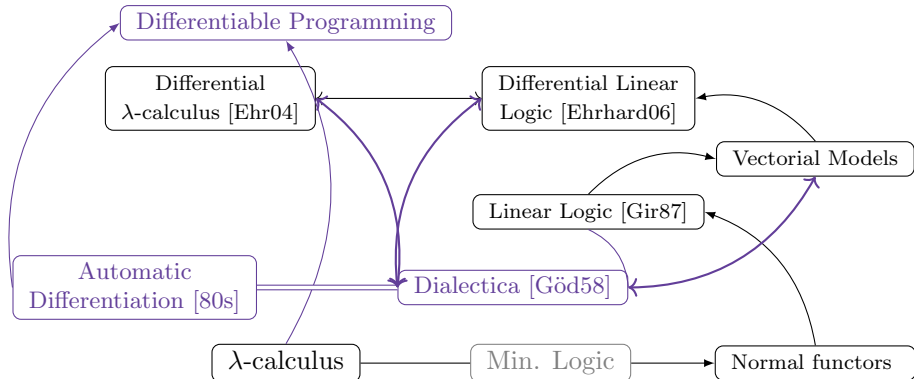 Differentiable Programming
Differential
λ-calculus [Ehr04]
Differential Linear
Logic [Ehrhard06]
Vectorial Models
Linear Logic [Gir87]
Automatic
Differentiation [80s]
Dialectica [Göd58]
λ-calculus
Min. Logic
Normal functors